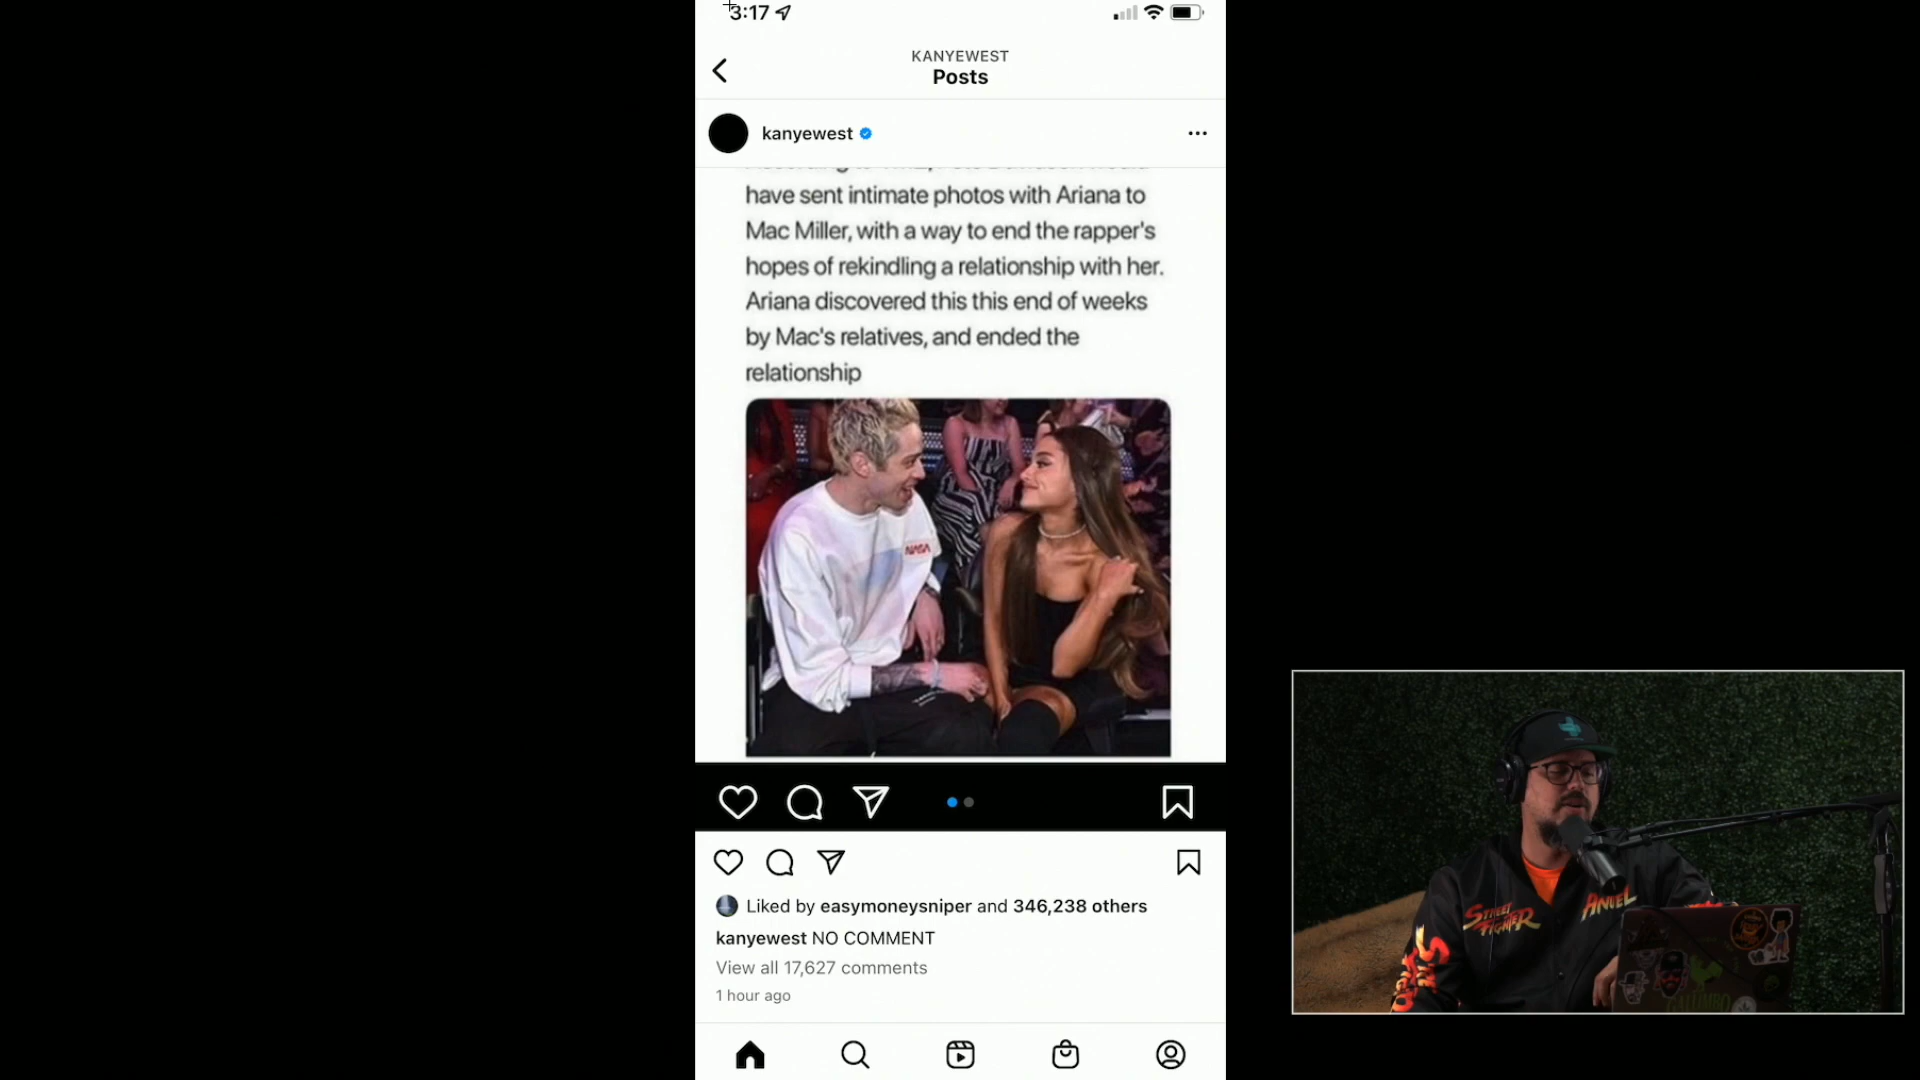 3:17
KANYEWEST
Posts
kanyewest
have sent intimate photos with Ariana to
Mac Miller, with a way to end the rapper's
hopes of rekindling a relationship with her.
Ariana discovered this this end of weeks
by Mac's relatives, and ended the
relationship
NASA
Liked by easymoneysniper and 346,238 others
kanyewest NO COMMENT
View all 17,627 comments
1 hour ago
STREET
FIGHTER